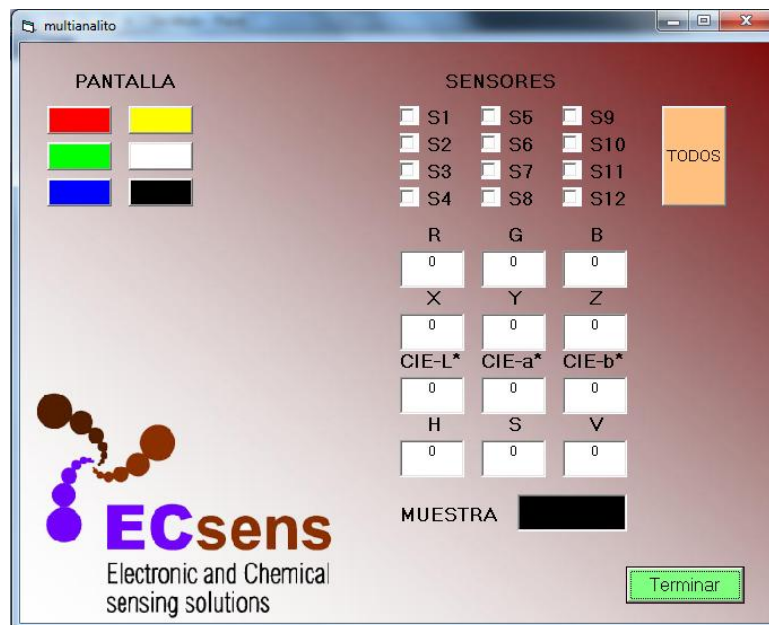 multianalito
PANTALLA
SENSORES
S1 S5 S9
S2 S6 S10
S3 S7 S11
S4 S8 S12
TODOS
R G B
0 0 0
X Y Z
0 0 0
CIE-L* CIE-a* CIE-b*
0 0 0
H S V
0 0 0
MUESTRA
ECsens
Electronic and Chemical
sensing solutions
Terminar